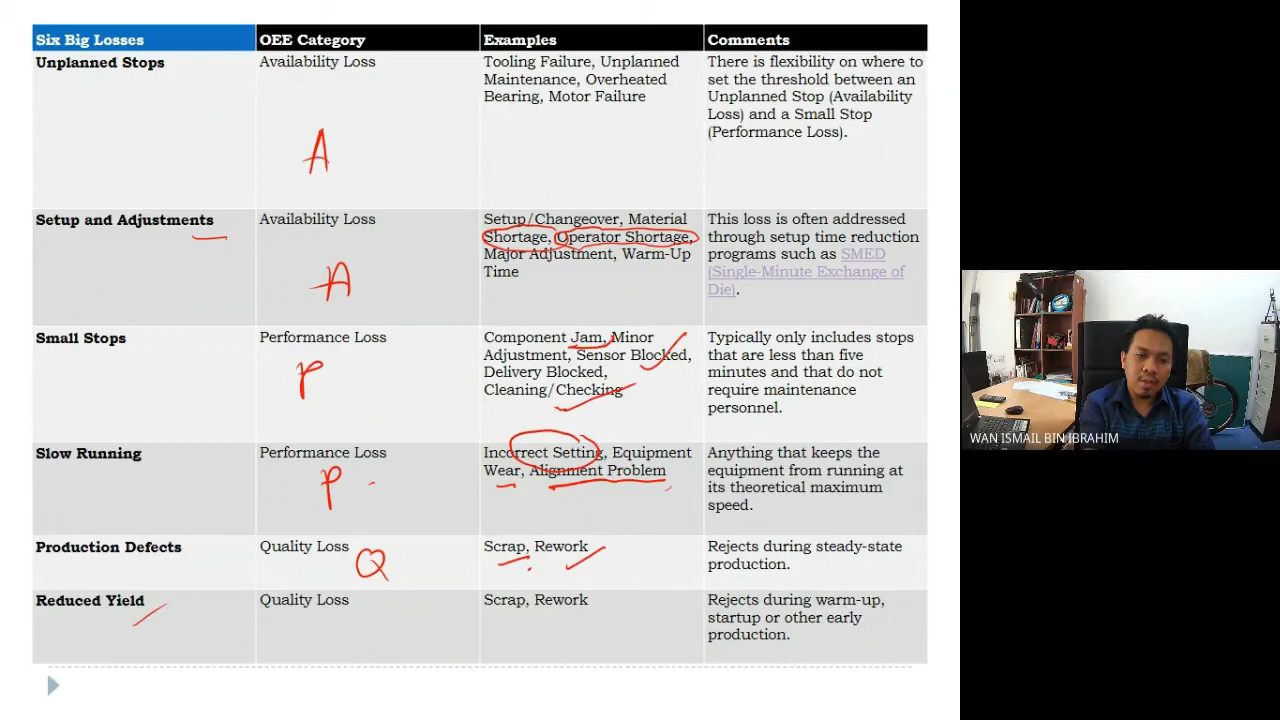 Six Big Losses OEE Category Examples Comments
Unplanned Stops Availability Loss Tooling Failure, Unplanned There is flexibility on where to
Maintenance, Overheated set the threshold between an
Bearing, Motor Failure Unplanned Stop (Availability
Loss) and a Small Stop
(Performance Loss).
A
Setup and Adjustments Availability Loss Setup/Changeover, Material This loss is often addressed
Shortage, Operator Shortage, through setup time reduction
Major Adjustment, Warm-Up programs such as SMED
Time (Single-Minute Exchange of
Die).
A
Small Stops Performance Loss Component Jam, Minor Typically only includes stops
Adjustment, Sensor Blocked, that are less than five
Delivery Blocked, minutes and that do not
Cleaning/Checking require maintenance
personnel.
P
Slow Running Performance Loss Incorrect Setting, Equipment Anything that keeps the
Wear, Alignment Problem equipment from running at
its theoretical maximum
speed.
P
Production Defects Quality Loss Scrap, Rework Rejects during steady-state
production.
Q
Reduced Yield Quality Loss Scrap, Rework Rejects during warm-up,
startup or other early
production.
WAN ISMAIL BIN IBRAHIM